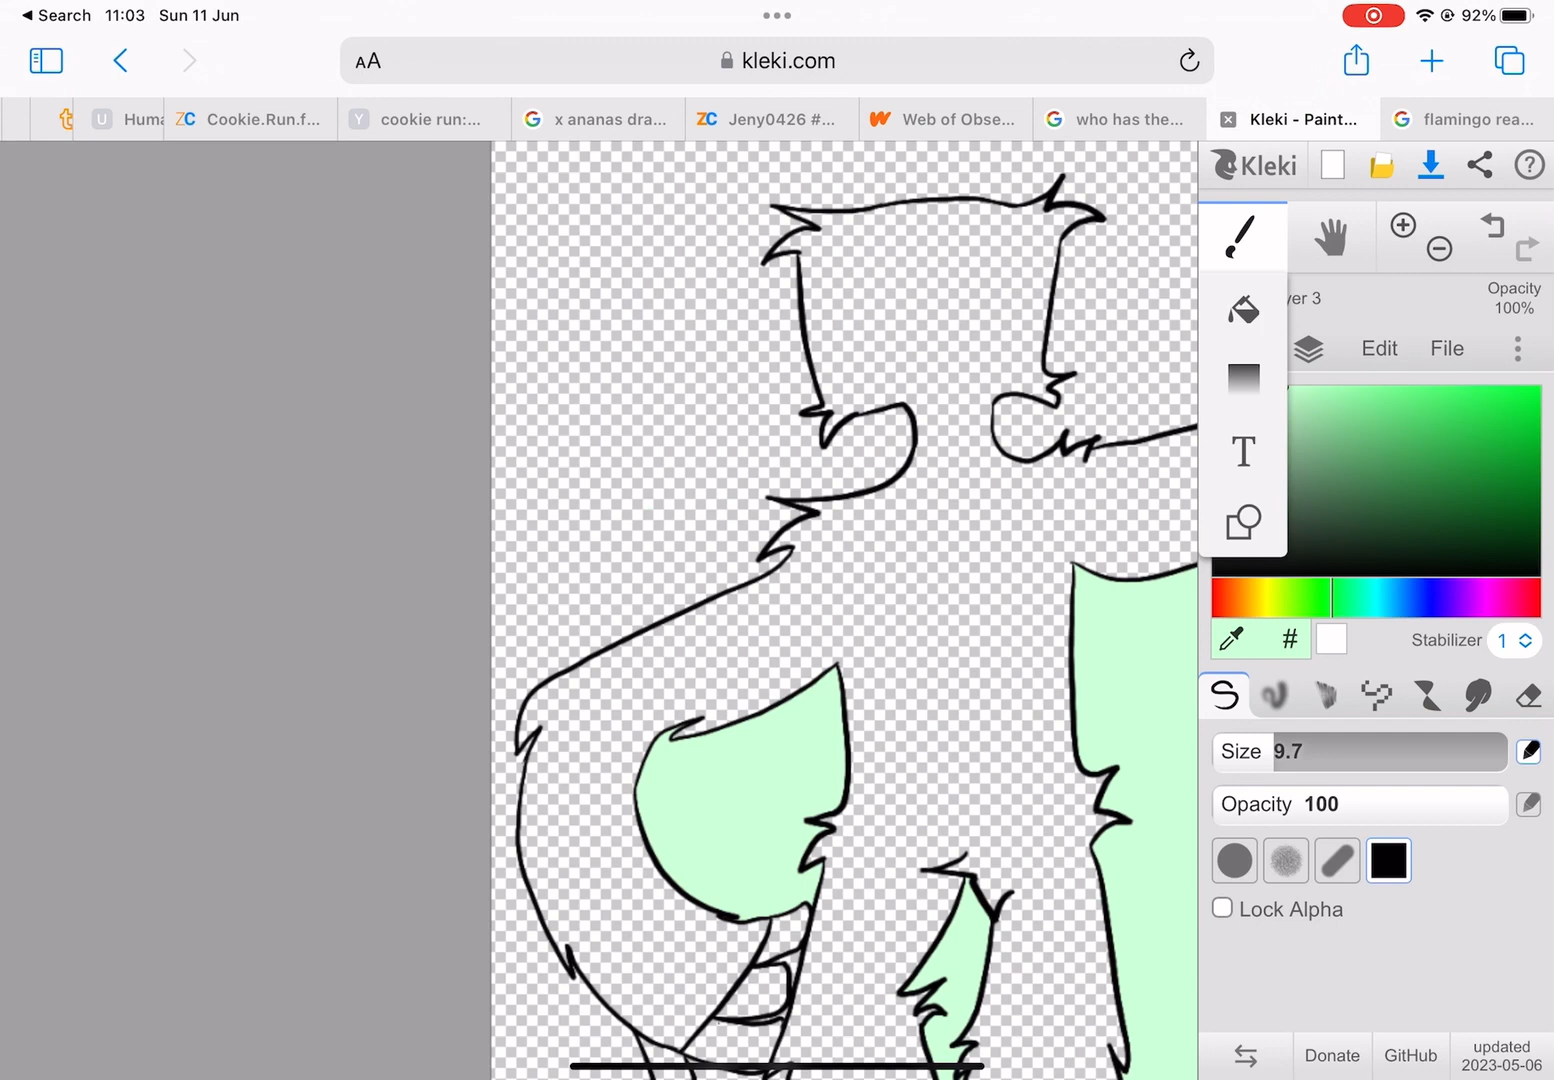 Search 11:03 Sun 11 Jun 92%
AA kleki.com
t U Huma ZC Cookie.Run.f... Y cookie run:... G x ananas dra... ZC Jeny0426 #... W Web of Obse... G who has the... Kleki - Paint... G flamingo rea...
Kleki ?
yer 3
Opacity
100%
Edit File
T
# Stabilizer 1
Size 9.7
Opacity 100
Lock Alpha
Donate GitHub updated
2023-05-06